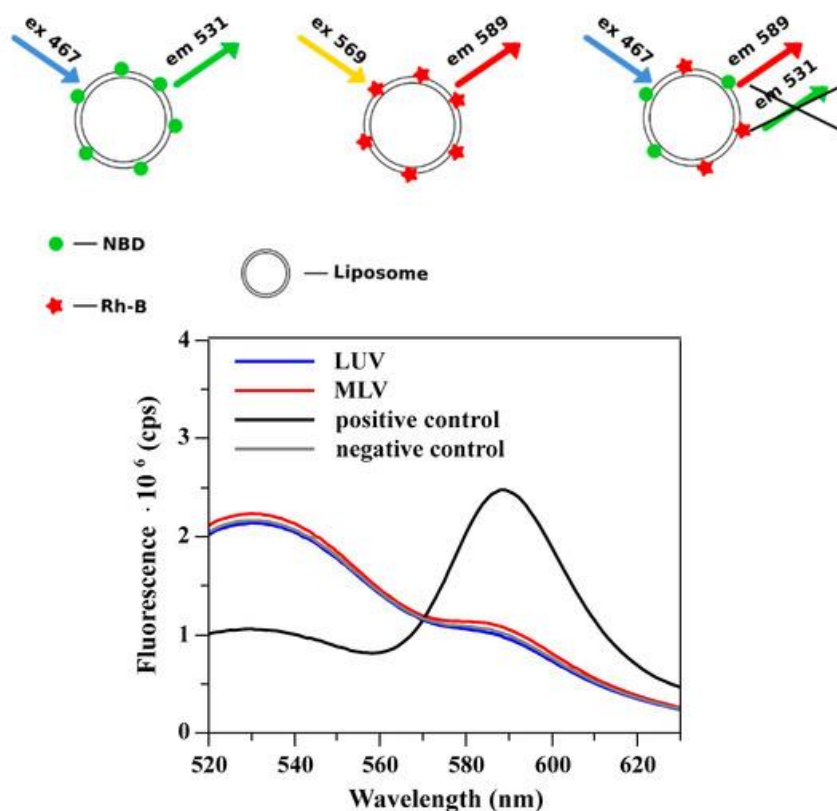 ex 467
em 531
ex 569
em 589
ex 467
em 589
em 531
NBD
Liposome
Rh-B
4
3
2
1
0
LUV
MLV
positive control
negative control
Fluorescence · 10 ⁶ (cps)
520 540 560 580 600 620
Wavelength (nm)